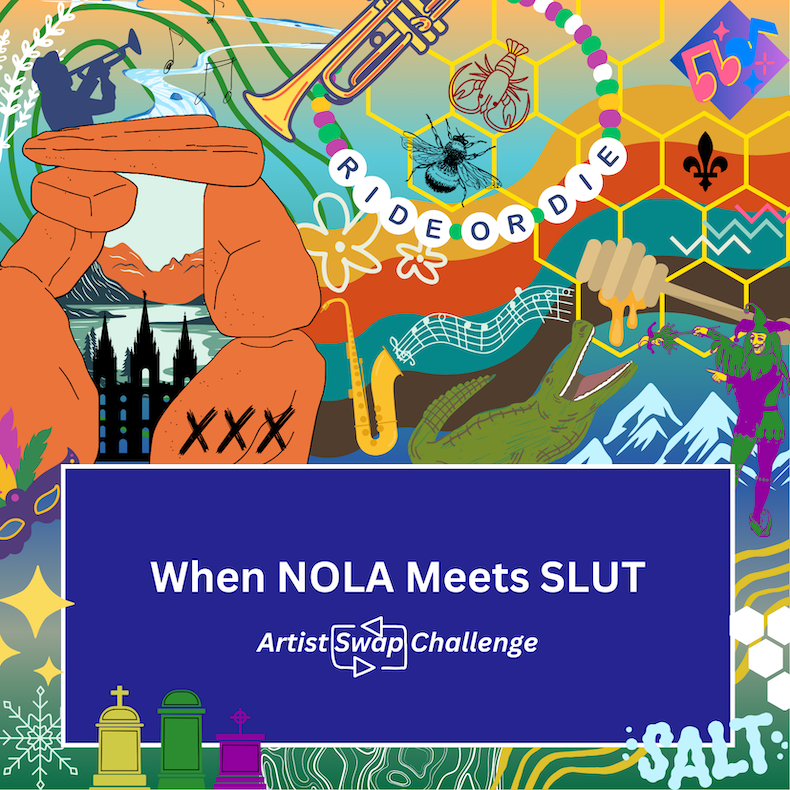 RIDE OR DIE
XXX
When NOLA Meets SLUT
Artist Swap Challenge
SALT